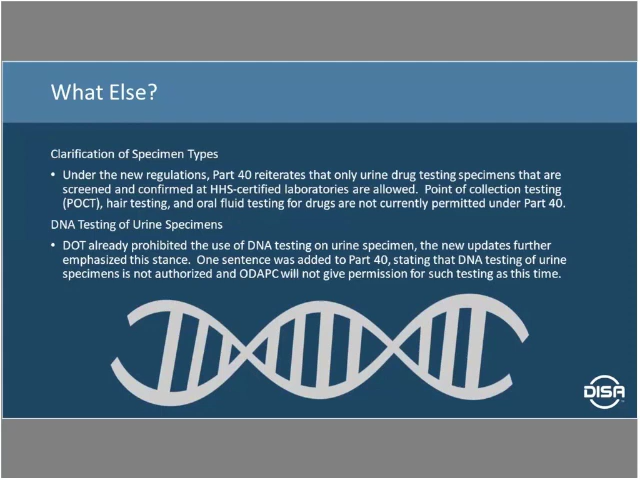 What Else?
Clarification of Specimen Types
• Under the new regulations, Part 40 reiterates that only urine drug testing specimens that are
screened and confirmed at HHS-certified laboratories are allowed. Point of collection testing
(POCT), hair testing, and oral fluid testing for drugs are not currently permitted under Part 40.
DNA Testing of Urine Specimens
• DOT already prohibited the use of DNA testing on urine specimen, the new updates further
emphasized this stance. One sentence was added to Part 40, stating that DNA testing of urine
specimens is not authorized and ODAPC will not give permission for such testing as this time.
DISA